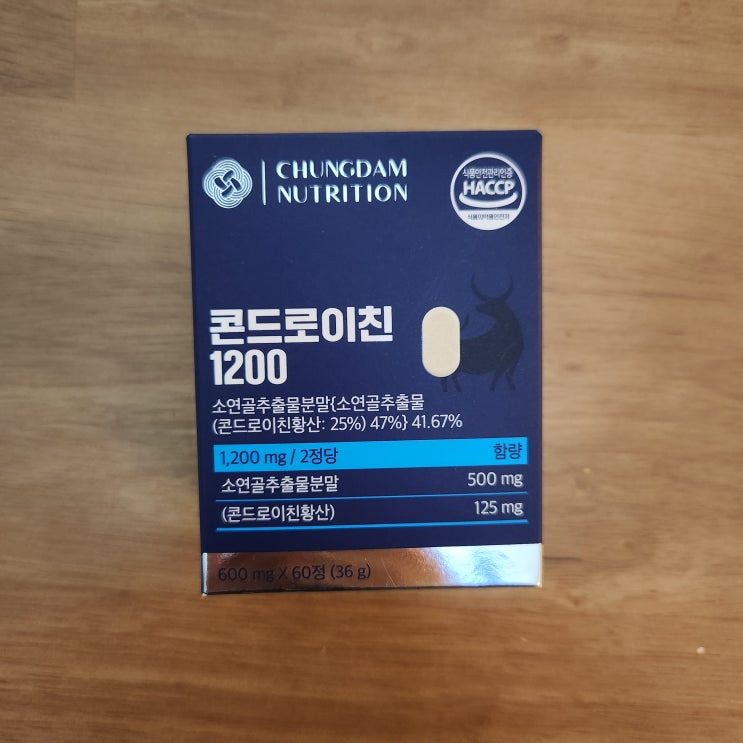 CHUNGDAM
NUTRITION
식품안전관리인증
HACCP
식품의약품안전처
콘드로이친
1200
소연골추출물분말{소연골추출물
(콘드로이친황산: 25%) 47%} 41.67%
1,200 mg / 2정당 함량
소연골추출물분말 500 mg
(콘드로이친황산) 125 mg
600 mg X 60정 (36 g)